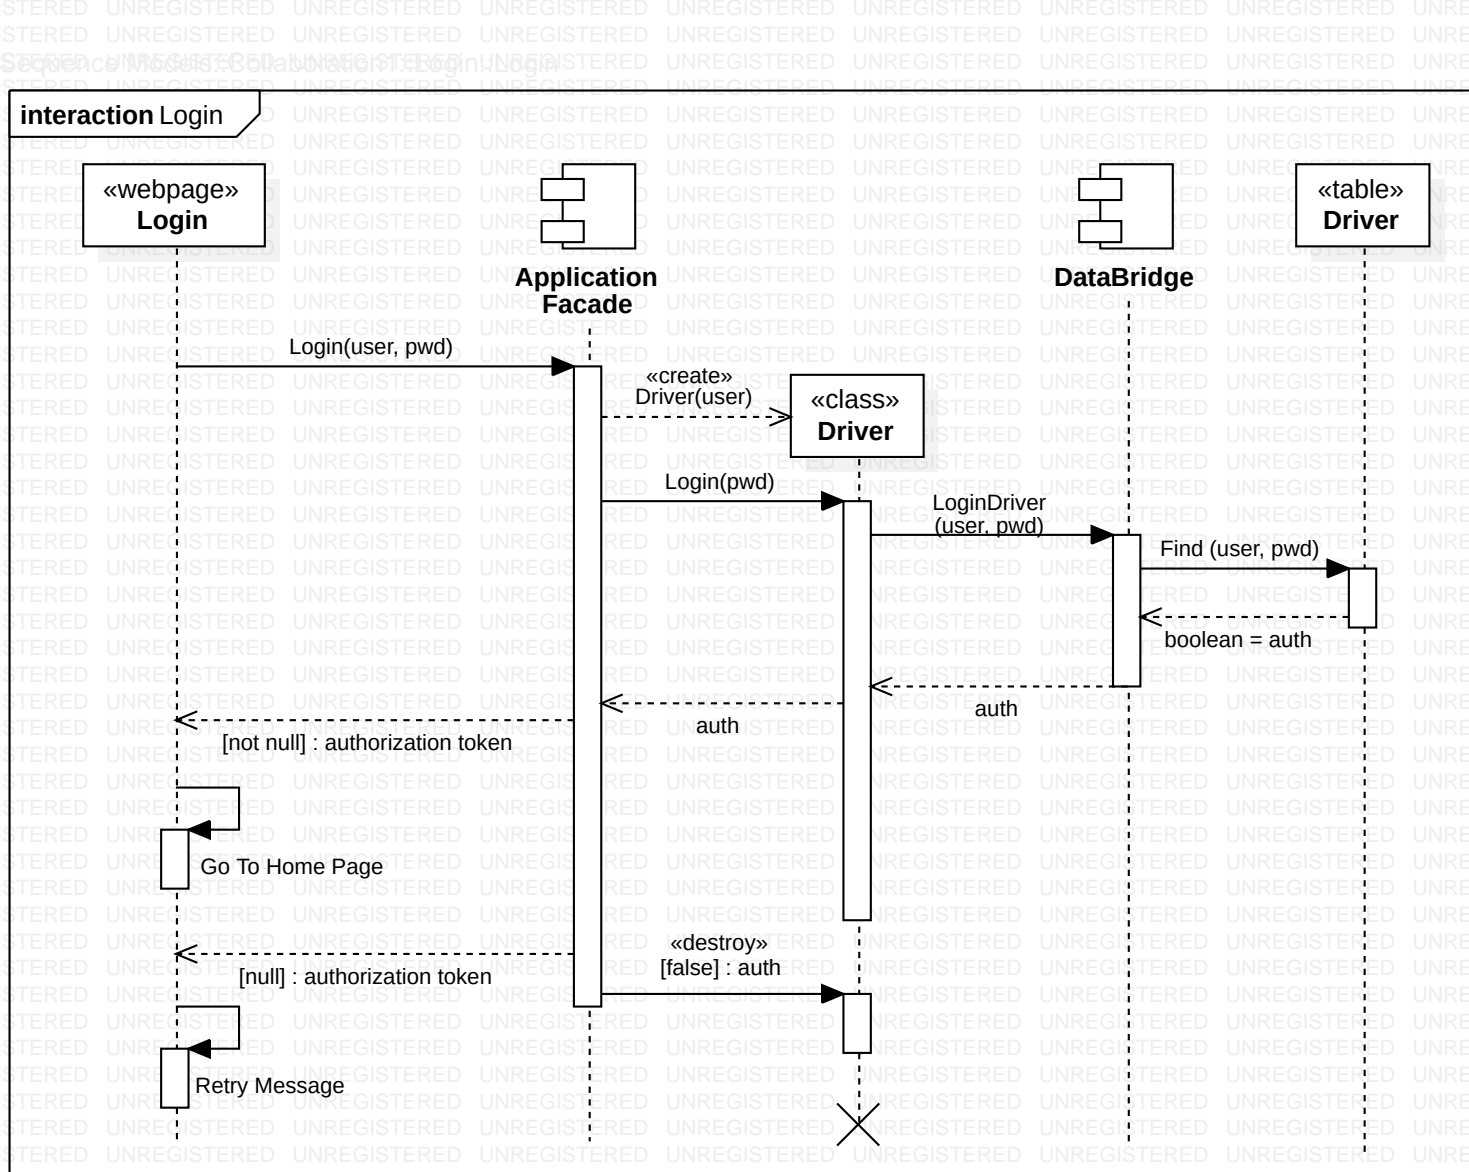 Sequence Models::Collaboration1::Login::Login
interaction Login
«webpage»
Login
Application
Facade
DataBridge
«table»
Driver
Login(user, pwd)
«create»
Driver(user)
«class»
Driver
Login(pwd)
LoginDriver
(user, pwd)
Find (user, pwd)
boolean = auth
auth
auth
[not null] : authorization token
Go To Home Page
«destroy»
[false] : auth
[null] : authorization token
Retry Message
UNREGISTERED